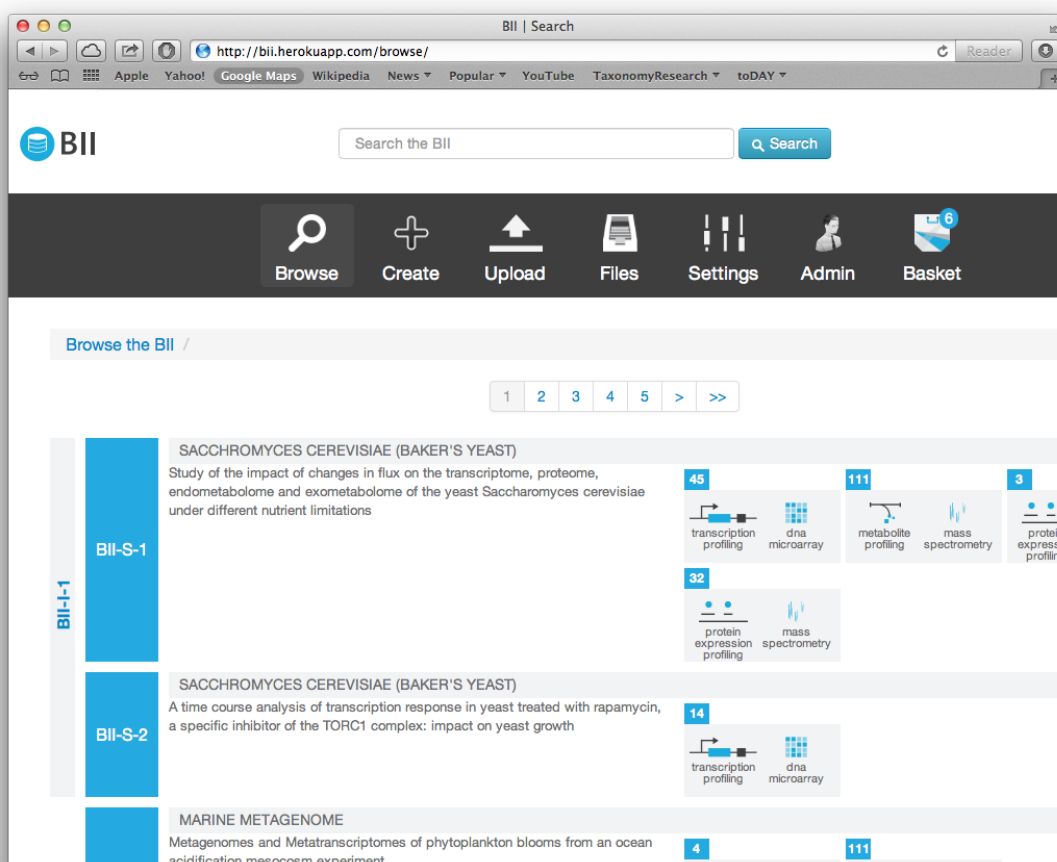 BII | Search
http://bii.herokuapp.com/browse/
Reader
Apple Yahoo! Google Maps Wikipedia News Popular YouTube TaxonomyResearch toDAY
BII
Search the BII
Search
6
Browse Create Upload Files Settings Admin Basket
Browse the BII /
1 2 3 4 5 > >>
BII-I-1
BII-S-1
SACCHROMYCES CEREVISIAE (BAKER'S YEAST)
Study of the impact of changes in flux on the transcriptome, proteome,
endometabolome and exometabolome of the yeast Saccharomyces cerevisiae
under different nutrient limitations
45
transcription
profiling
dna
microarray
111
metabolite
profiling
mass
spectrometry
3
protei
express
profilin
32
protein
expression
profiling
mass
spectrometry
BII-S-2
SACCHROMYCES CEREVISIAE (BAKER'S YEAST)
A time course analysis of transcription response in yeast treated with rapamycin,
a specific inhibitor of the TORC1 complex: impact on yeast growth
14
transcription
profiling
dna
microarray
MARINE METAGENOME
Metagenomes and Metatranscriptomes of phytoplankton blooms from an ocean
acidification mesocosm experiment
4
111